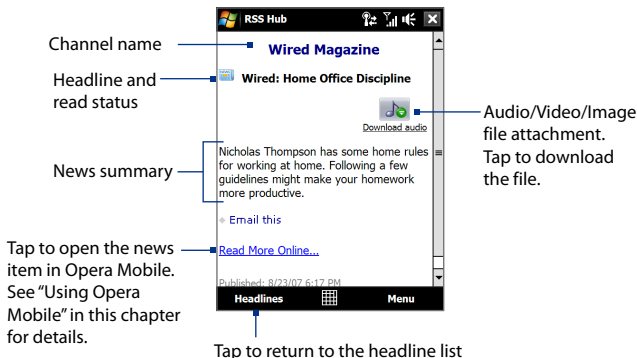 RSS Hub
Channel name
Wired Magazine
Headline and
read status
Wired: Home Office Discipline
Download audio
Audio/Video/Image
file attachment.
Tap to download
the file.
News summary
Nicholas Thompson has some home rules
for working at home. Following a few
guidelines might make your homework
more productive.
Email this
Tap to open the news
item in Opera Mobile.
See “Using Opera
Mobile” in this chapter
for details.
Read More Online...
Published: 8/23/07 6:17 PM
Headlines
Menu
Tap to return to the headline list